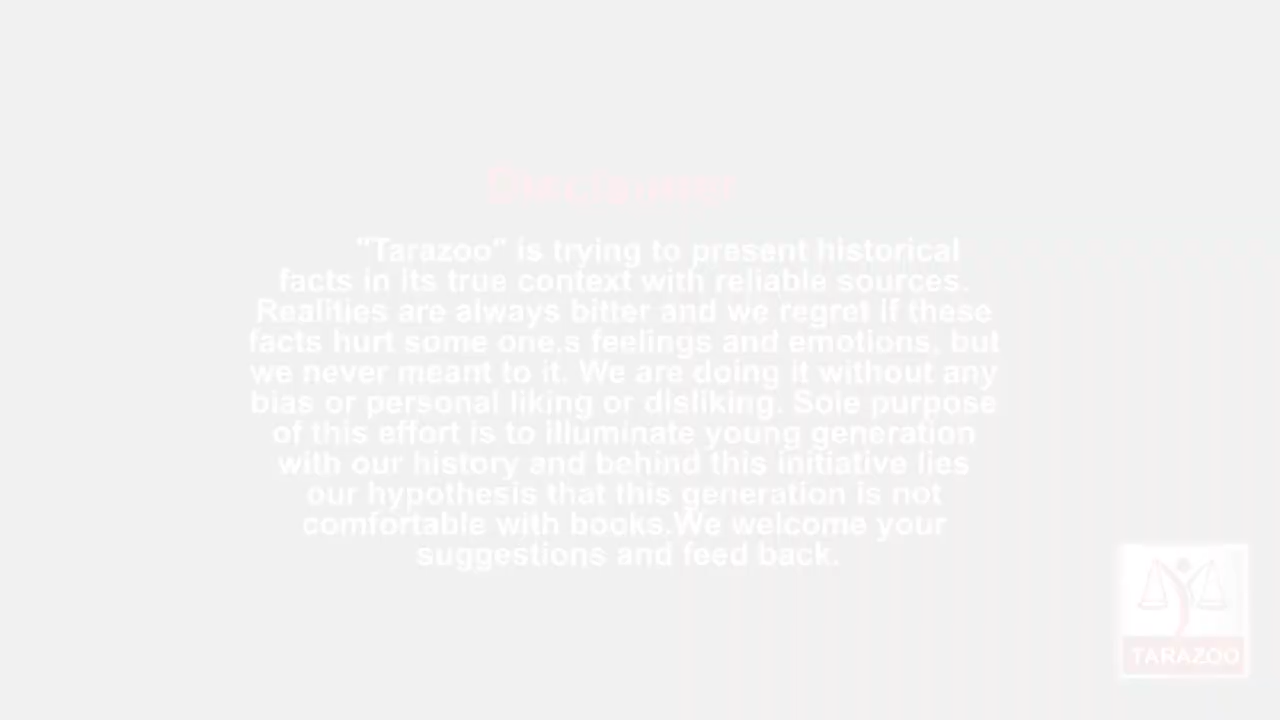 Disclaimer
"Tarazoo" is trying to present historical
facts in its true context with reliable sources.
Realities are always bitter and we regret if these
facts hurt some one.s feelings and emotions, but
we never meant to it. We are doing it without any
bias or personal liking or disliking. Sole purpose
of this effort is to illuminate young generation
with our history and behind this initiative lies
our hypothesis that this generation is not
comfortable with books.We welcome your
suggestions and feed back.
TARAZOO